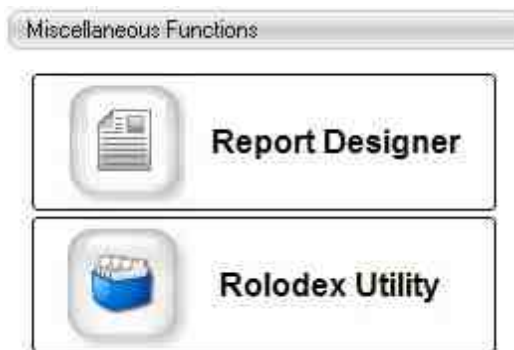 Miscellaneous Functions
Report Designer
Rolodex Utility